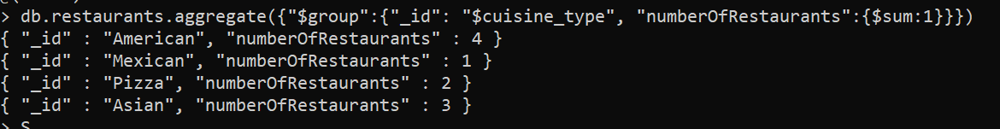 > db.restaurants.aggregate({"$group":{"_id": "$cuisine_type", "numberOfRestaurants":{$sum:1}}})
{ "_id" : "American", "numberOfRestaurants" : 4 }
{ "_id" : "Mexican", "numberOfRestaurants" : 1 }
{ "_id" : "Pizza", "numberOfRestaurants" : 2 }
{ "_id" : "Asian", "numberOfRestaurants" : 3 }